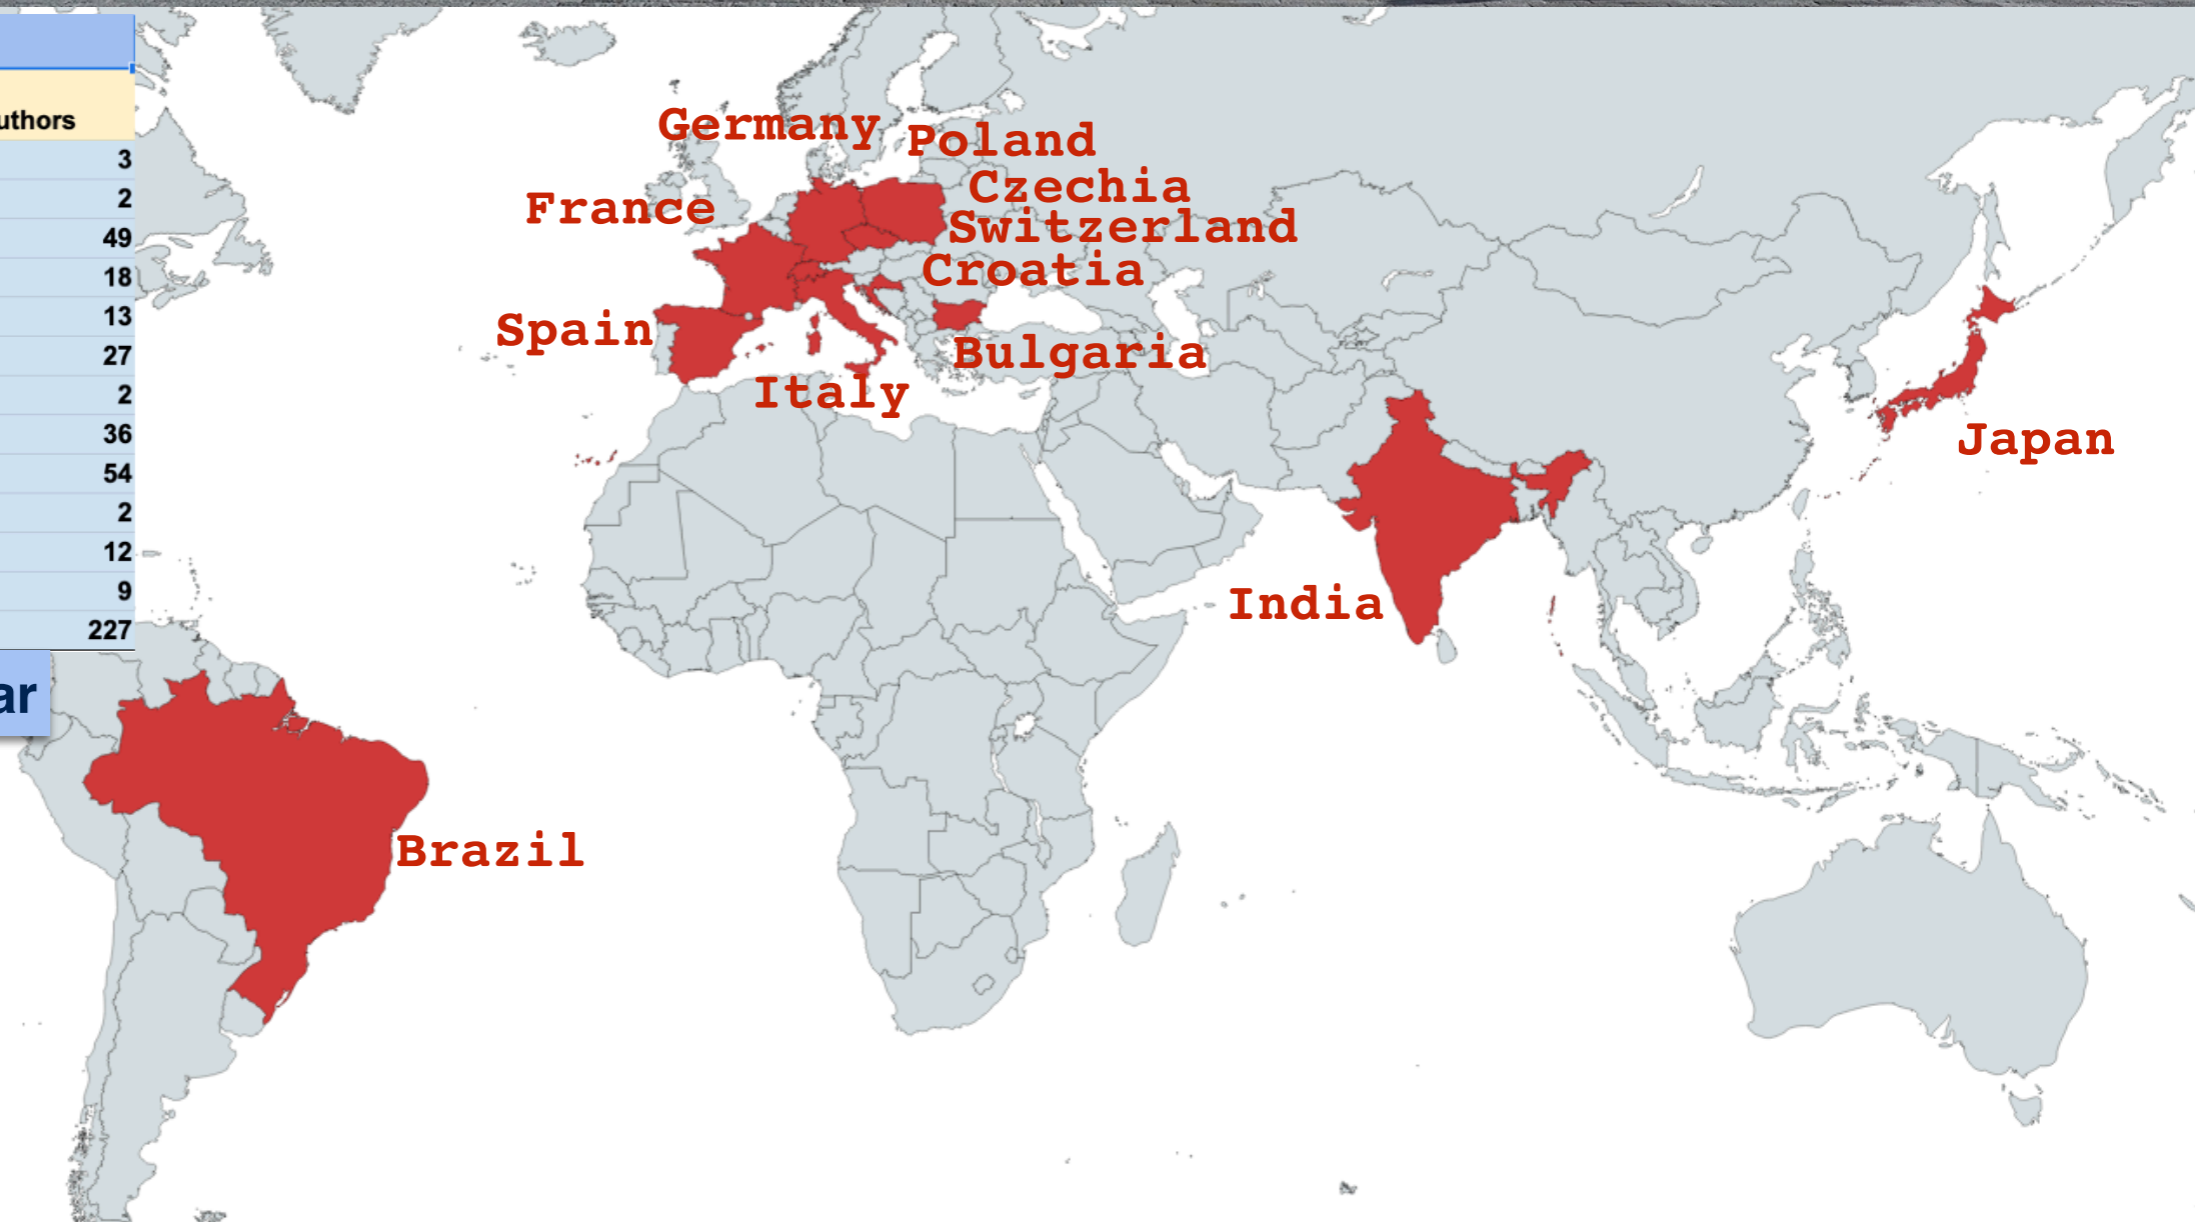 uthors
3
2
49
18
13
27
2
36
54
2
12
9
227
ar
Germany
Poland
Czechia
France
Switzerland
Croatia
Spain
Bulgaria
Italy
Japan
India
Brazil